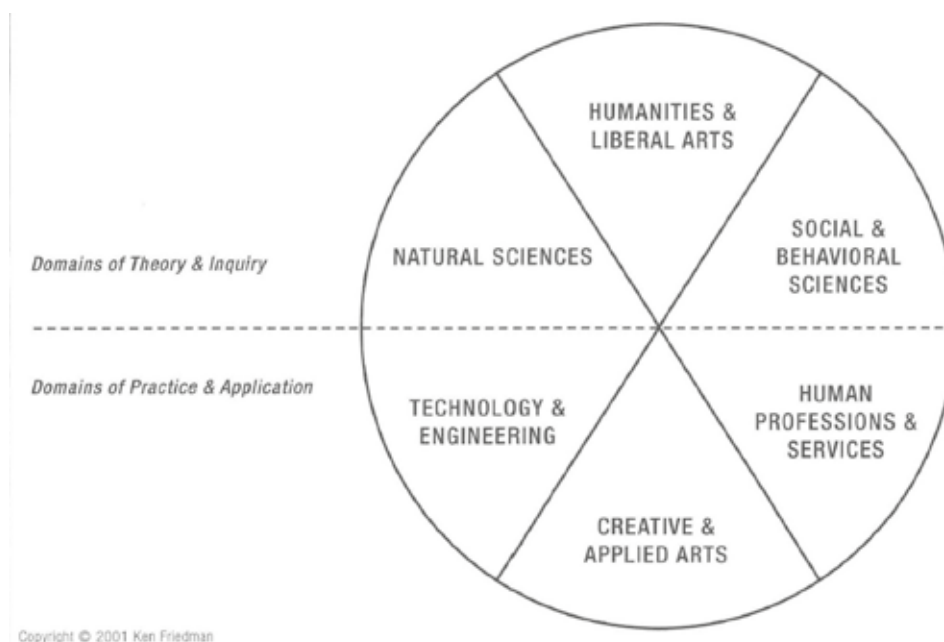 HUMANITIES &
LIBERAL ARTS
NATURAL SCIENCES
SOCIAL &
BEHAVIORAL
SCIENCES
Domains of Theory & Inquiry
Domains of Practice & Application
TECHNOLOGY &
ENGINEERING
HUMAN
PROFESSIONS &
SERVICES
CREATIVE &
APPLIED ARTS
Copyright © 2001 Ken Friedman